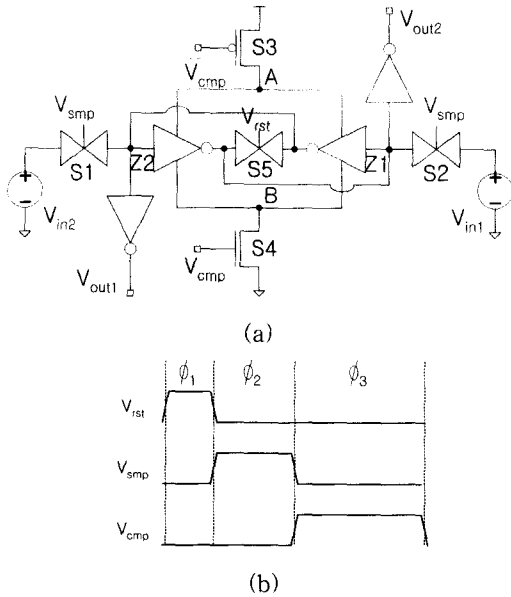 Vout2
S3
Vcmp
A
Vsmp
Vrst
Vsmp
Z2
S5
Z1
S1
S2
B
Vin2
Vin1
S4
Vcmp
Vout1
(a)
ϕ1 ϕ2 ϕ3
Vrst
Vsmp
Vcmp
(b)